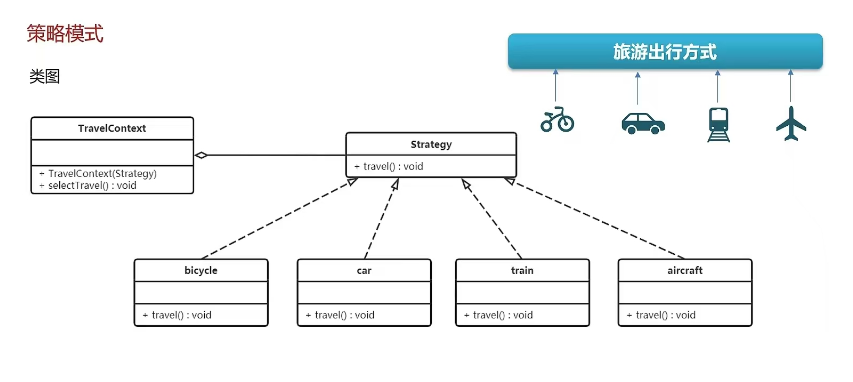 策略模式
旅游出行方式
类图
TravelContext
+ TravelContext(Strategy)
+ selectTravel() : void
Strategy
+ travel() : void
bicycle
+ travel() : void
car
+ travel() : void
train
+ travel() : void
aircraft
+ travel() : void